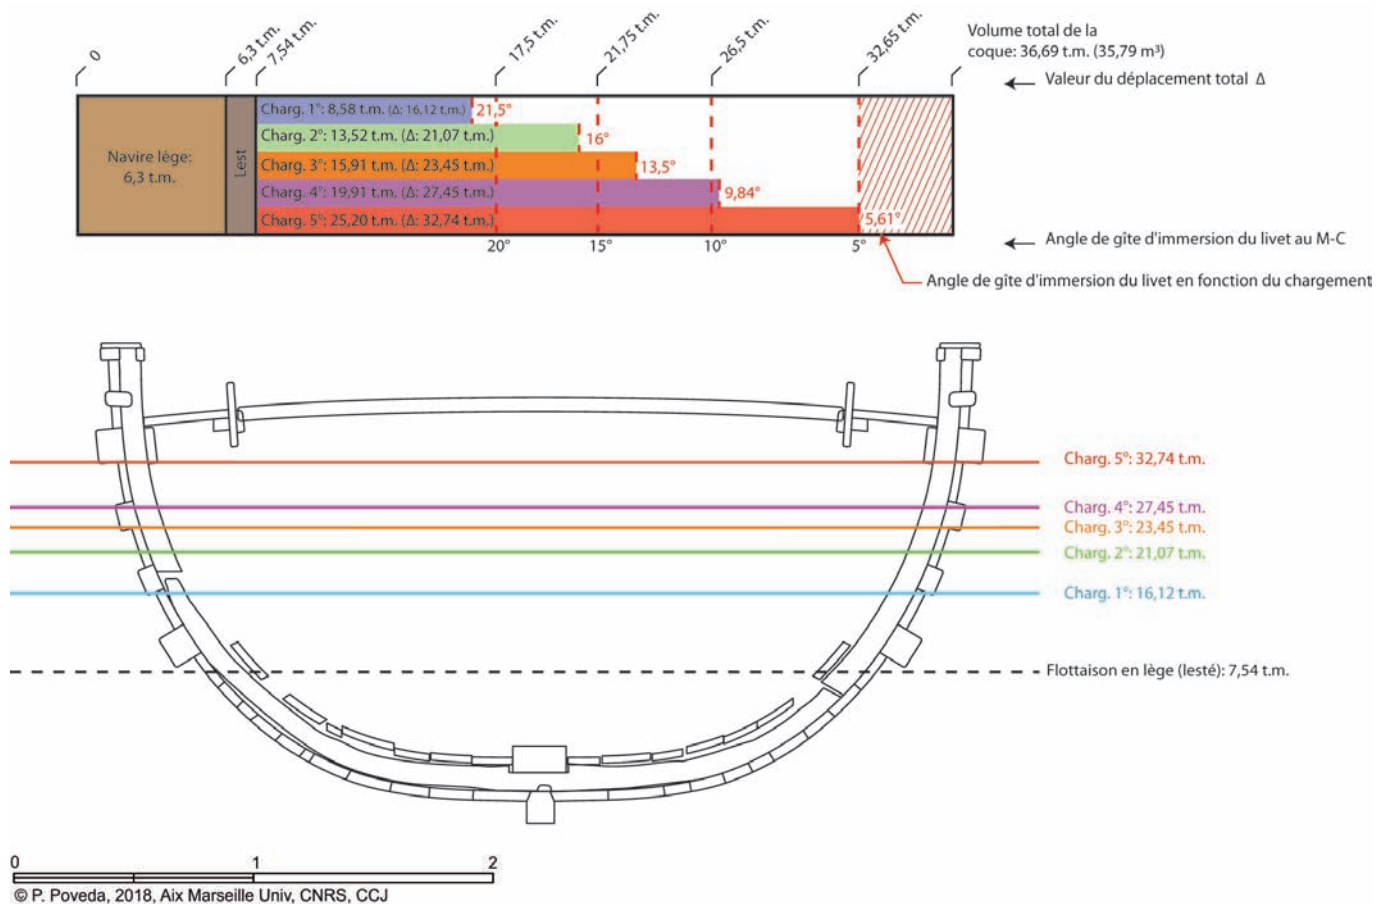 0
6,3 t.m.
7,54 t.m.
17,5 t.m.
21,75 t.m.
26,5 t.m.
32,65 t.m.
Volume total de la
coque: 36,69 t.m. (35,79 m³)
Valeur du déplacement total Δ
Navire lège:
6,3 t.m.
Lest
Charg. 1°: 8,58 t.m. (Δ: 16,12 t.m.)
21,5°
Charg. 2°: 13,52 t.m. (Δ: 21,07 t.m.)
16°
Charg. 3°: 15,91 t.m. (Δ: 23,45 t.m.)
13,5°
Charg. 4°: 19,91 t.m. (Δ: 27,45 t.m.)
9,84°
Charg. 5°: 25,20 t.m. (Δ: 32,74 t.m.)
5,61°
20°
15°
10°
5°
Angle de gîte d'immersion du livet au M-C
Angle de gîte d'immersion du livet en fonction du chargement
Charg. 5°: 32,74 t.m.
Charg. 4°: 27,45 t.m.
Charg. 3°: 23,45 t.m.
Charg. 2°: 21,07 t.m.
Charg. 1°: 16,12 t.m.
Flottaison en lège (lesté): 7,54 t.m.
0 1 2
© P. Poveda, 2018, Aix Marseille Univ, CNRS, CCJ